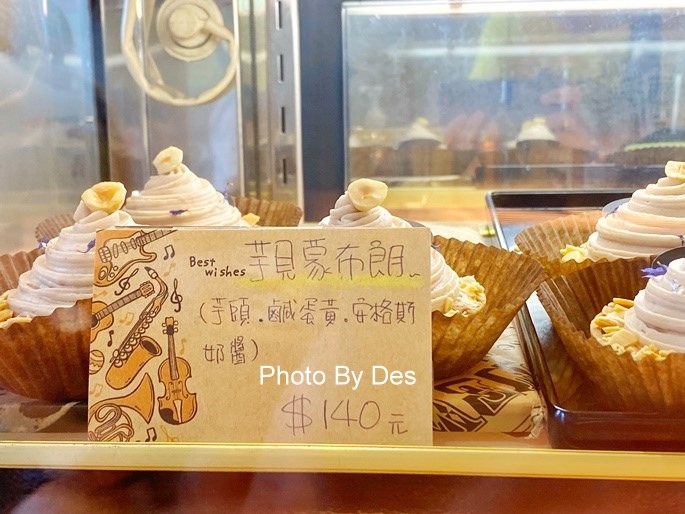 Best
wishes
芋見蒙布朗
(芋頭.鹹蛋黃.安格斯
奶醬)
Photo By Des
$140元